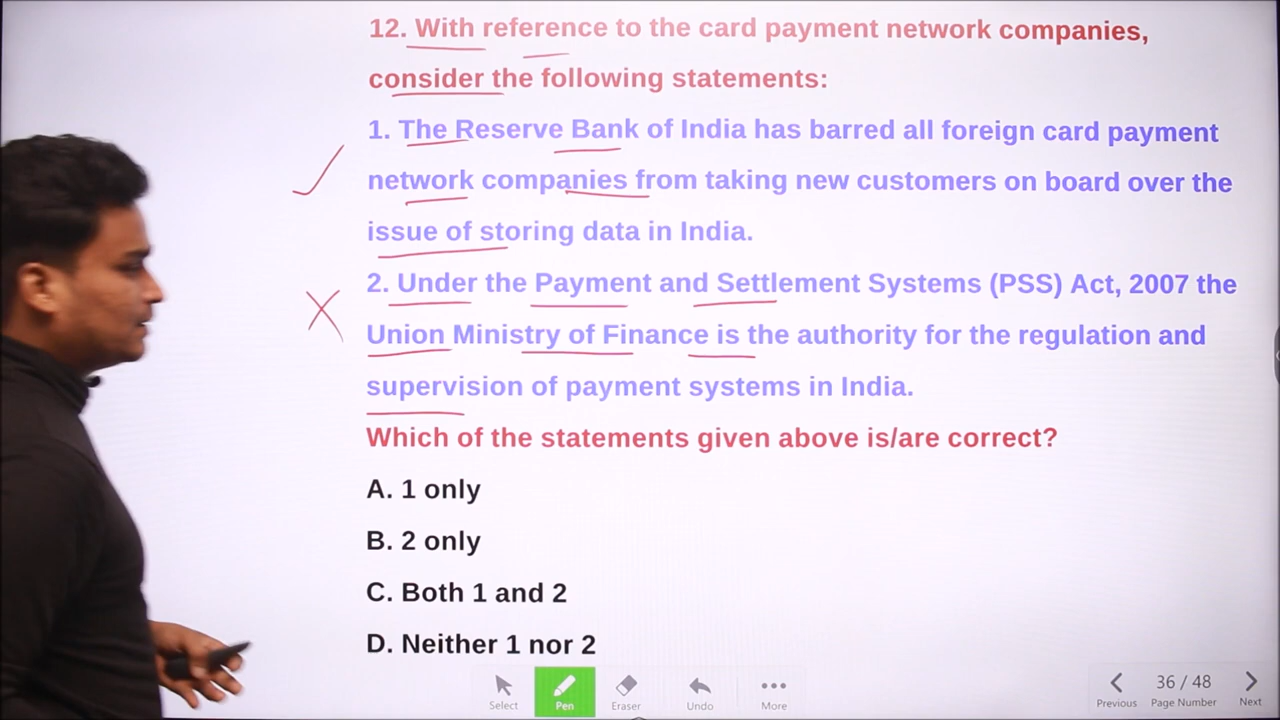 12. With reference to the card payment network companies,
consider the following statements:
1. The Reserve Bank of India has barred all foreign card payment
network companies from taking new customers on board over the
issue of storing data in India.
2. Under the Payment and Settlement Systems (PSS) Act, 2007 the
Union Ministry of Finance is the authority for the regulation and
supervision of payment systems in India.
Which of the statements given above is/are correct?
A. 1 only
B. 2 only
C. Both 1 and 2
D. Neither 1 nor 2
Select Pen Eraser Undo More
36 / 48
Previous Page Number Next